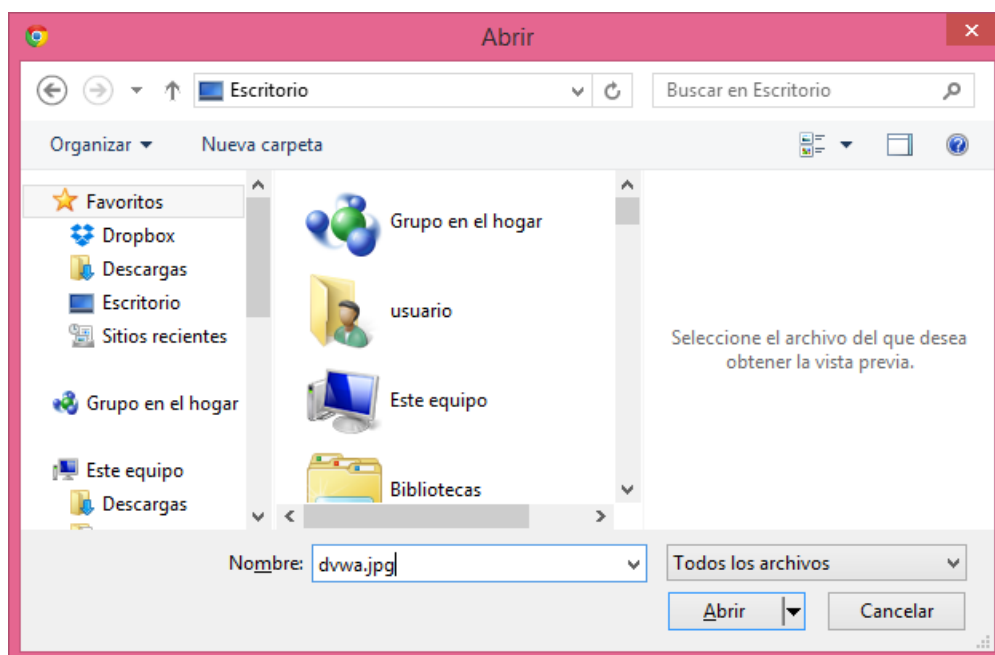 Abrir
Escritorio
Buscar en Escritorio
Organizar
Nueva carpeta
Favoritos
Dropbox
Descargas
Escritorio
Sitios recientes
Grupo en el hogar
Este equipo
Descargas
Grupo en el hogar
usuario
Este equipo
Bibliotecas
Seleccione el archivo del que desea
obtener la vista previa.
Nombre: dvwa.jpg
Todos los archivos
Abrir
Cancelar